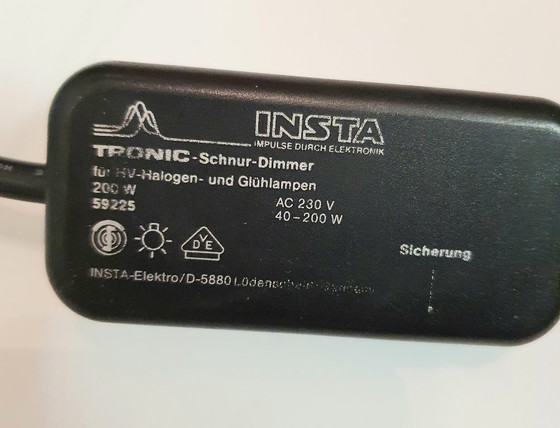 INSTA
IMPULSE DURCH ELEKTRONIK
TRONIC-Schnur-Dimmer
für HV-Halogen- und Glühlampen
200 W
AC 230 V
59225
40-200 W
VDE
Sicherung
INSTA-Elektro/D-5880 Lüdenscheid